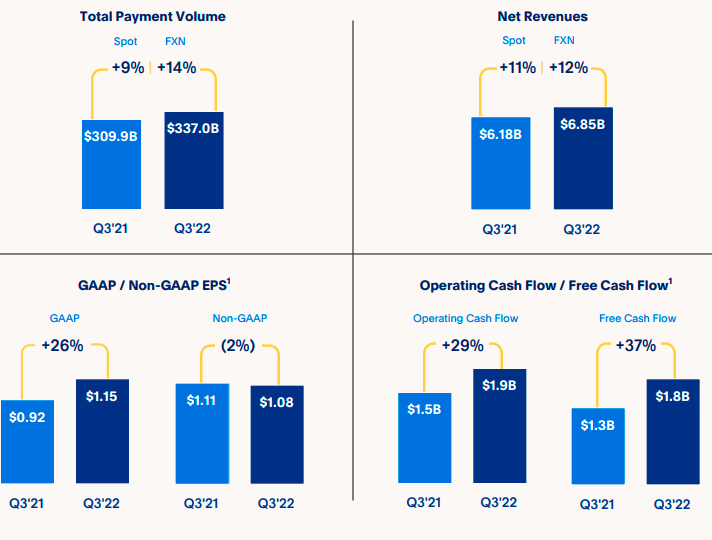 Total Payment Volume
Spot FXN
+9% | +14%
$309.9B $337.0B
Q3'21 Q3'22
Net Revenues
Spot FXN
+11% | +12%
$6.18B $6.85B
Q3'21 Q3'22
GAAP / Non-GAAP EPS¹
GAAP Non-GAAP
+26% (2%)
$0.92 $1.15 $1.11 $1.08
Q3'21 Q3'22 Q3'21 Q3'22
Operating Cash Flow / Free Cash Flow¹
Operating Cash Flow Free Cash Flow
+29% +37%
$1.5B $1.9B $1.3B $1.8B
Q3'21 Q3'22 Q3'21 Q3'22